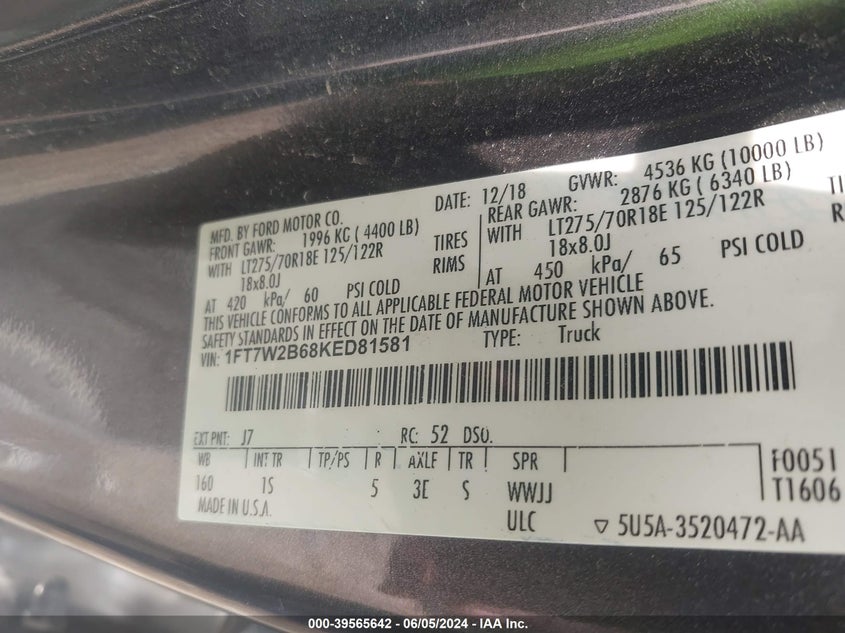 MFD. BY FORD MOTOR CO. DATE: 12/18 GVWR: 4536 KG (10000 LB)
FRONT GAWR: 1996 KG ( 4400 LB) REAR GAWR: 2876 KG ( 6340 LB)
WITH LT275/70R18E 125/122R TIRES WITH LT275/70R18E 125/122R
18x8.0J RIMS 18x8.0J
AT 420 kPa/ 60 PSI COLD AT 450 kPa/ 65 PSI COLD
THIS VEHICLE CONFORMS TO ALL APPLICABLE FEDERAL MOTOR VEHICLE
SAFETY STANDARDS IN EFFECT ON THE DATE OF MANUFACTURE SHOWN ABOVE.
VIN: 1FT7W2B68KED81581 TYPE: Truck
EXT PNT: J7 RC: 52 DSO:
WB INT TR TP/PS R AXLE TR SPR F0051
160 1S 5 3E S WWJJ T1606
MADE IN U.S.A. ULC 5U5A-3520472-AA
000-39565642 / 06/05/2024 / IAA Inc.